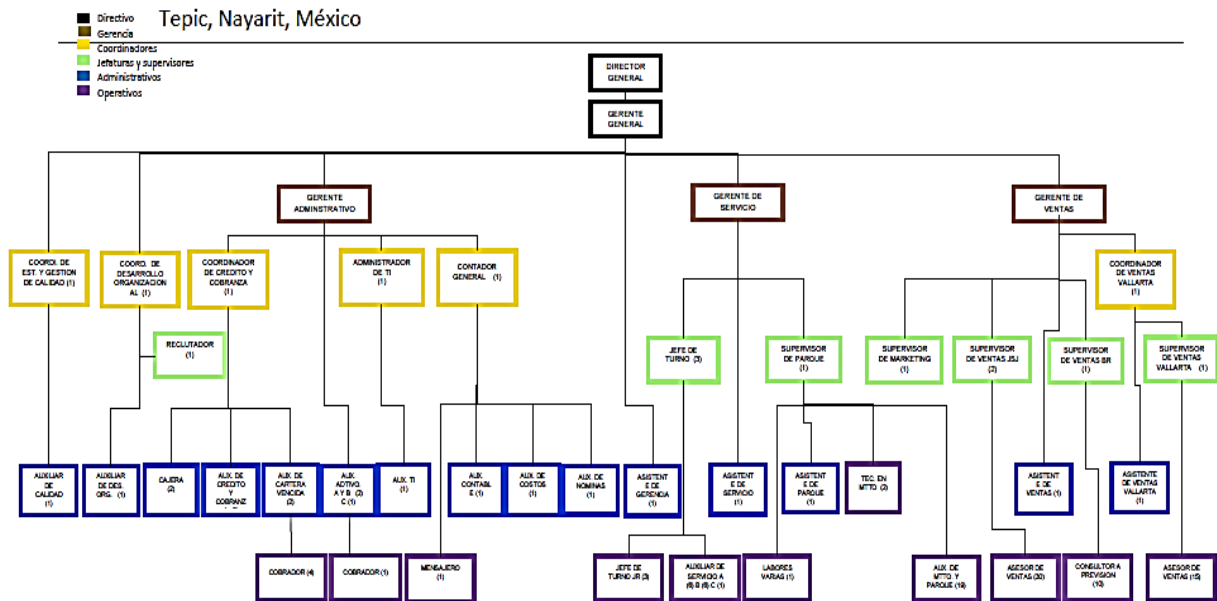 Tepic, Nayarit, México
Directivo
Gerencia
Coordinadores
Jefaturas y supervisores
Administrativos
Operativos
DIRECTOR
GENERAL
GERENTE
GENERAL
GERENTE
ADMINSTRATIVO
GERENTE DE
SERVICIO
GERENTE DE
VENTAS
COORDI. DE
EST. Y GESTION
DE CALIDAD (1)
COORD. DE
DESARROLLO
ORGANIZACION
AL (1)
COORDINADOR
DE CREDITO Y
COBRANZA
(1)
ADMINISTRADOR
DE TI
(1)
CONTADOR
GENERAL (1)
COORDINADOR
DE VENTAS
VALLARTA
(1)
RECLUTADOR
(1)
JEFE DE
TURNO (3)
SUPERVISOR
DE PARQUE
(1)
SUPERVISOR
DE MARKETING
(1)
SUPERVISOR
DE VENTAS JSJ
(2)
SUPERVISOR
DE VENTAS BR
(1)
SUPERVISOR
DE VENTAS
VALLARTA (1)
AUXILIAR
DE
CALIDAD
(1)
AUXILIAR
DE DES.
ORG. (1)
CAJERA
(2)
AUX. DE
CREDITO
Y
COBRANZ
AUX. DE
CARTERA
VENCIDA
(2)
AUX
ADTIVO.
A Y B (2)
C (1)
AUX. TI
(1)
AUX.
CONTABL
E (1)
AUX. DE
COSTOS
(1)
AUX. DE
NOMINAS
(1)
ASISTENT
E DE
GERENCIA
(1)
ASISTENT
E DE
SERVICIO
(1)
ASISTENT
E DE
PARQUE
(1)
TEC. EN
MTTO. (2)
ASISTENT
E DE
VENTAS (1)
ASISTENTE
DE VENTAS
VALLARTA
(1)
COBRADOR (4)
COBRADOR (1)
MENSAJERO
(1)
JEFE DE
TURNO JR (3)
AUXILIAR DE
SERVICIO A
(6) B (6) C (1)
LABORES
VARIAS (1)
AUX. DE
MTTO. Y
PARQUE (19)
ASESOR DE
VENTAS (30)
CONSULTOR A
PREVISION
(10)
ASESOR DE
VENTAS (15)